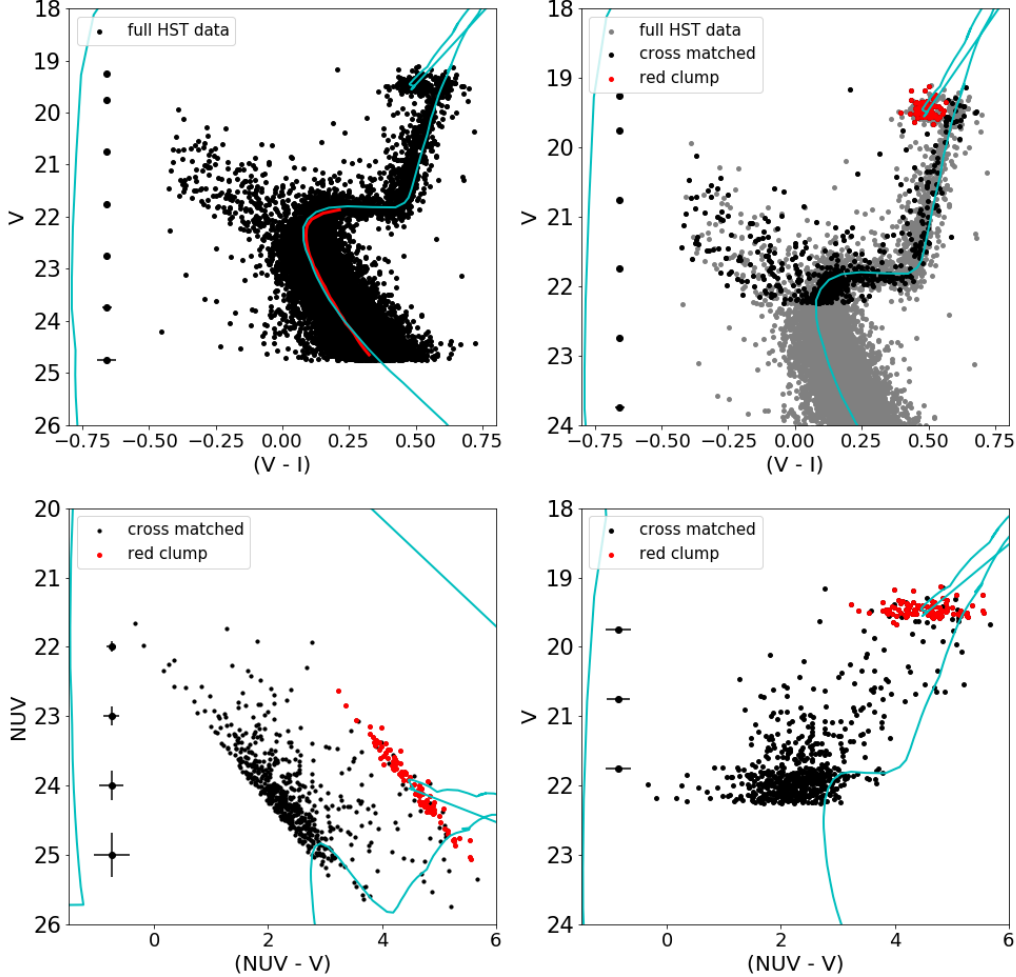 full HST data
V
18
19
20
21
22
23
24
25
26
−0.75 −0.50 −0.25 0.00 0.25 0.50 0.75
(V - I)
full HST data
cross matched
red clump
V
18
19
20
21
22
23
24
−0.75 −0.50 −0.25 0.00 0.25 0.50 0.75
(V - I)
cross matched
red clump
NUV
20
21
22
23
24
25
26
0 2 4 6
(NUV - V)
cross matched
red clump
V
18
19
20
21
22
23
24
0 2 4 6
(NUV - V)